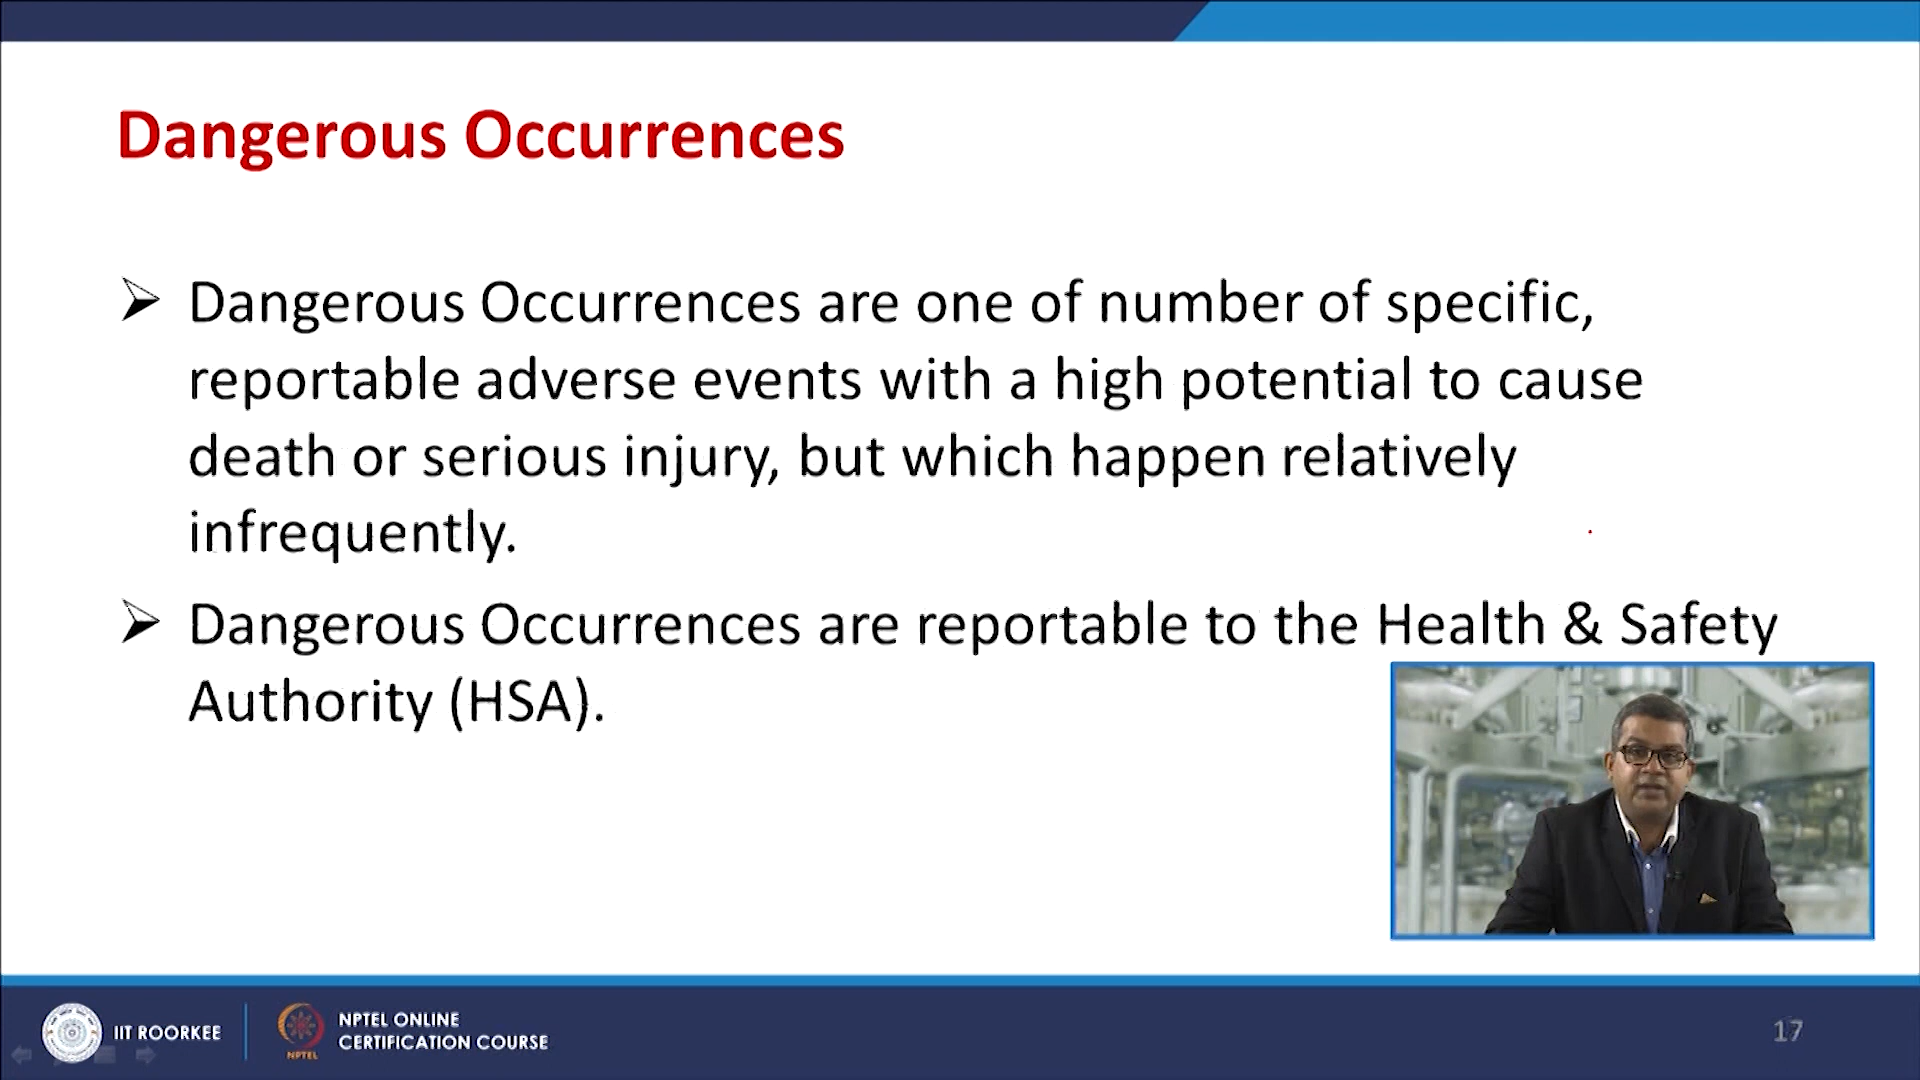 Dangerous Occurrences
➢ Dangerous Occurrences are one of number of specific,
reportable adverse events with a high potential to cause
death or serious injury, but which happen relatively
infrequently.
➢ Dangerous Occurrences are reportable to the Health & Safety
Authority (HSA).
IIT ROORKEE
NPTEL
NPTEL ONLINE
CERTIFICATION COURSE
17